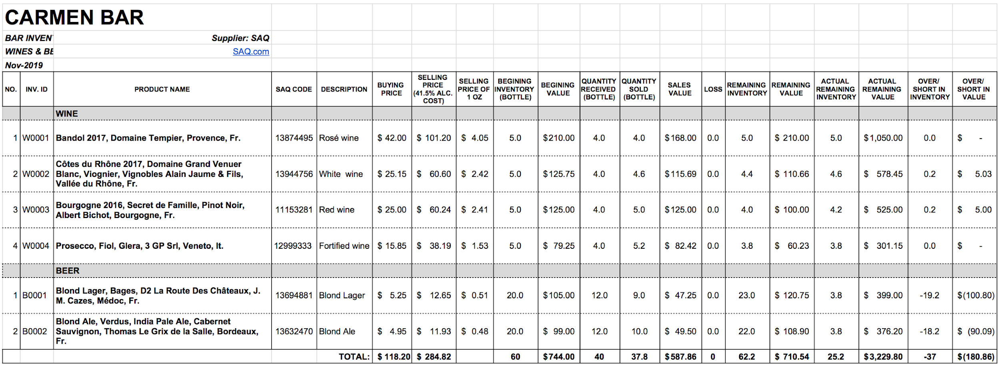 CARMEN BAR
BAR INVEN Supplier: SAQ
WINES & BE SAQ.com
Nov-2019
NO. INV. ID PRODUCT NAME SAQ CODE DESCRIPTION BUYING PRICE SELLING PRICE (41.5% ALC. COST) SELLING PRICE OF 1 OZ BEGINING INVENTORY (BOTTLE) BEGINING VALUE QUANTITY RECEIVED (BOTTLE) QUANTITY SOLD (BOTTLE) SALES VALUE LOSS REMAINING INVENTORY REMAINING VALUE ACTUAL REMAINING INVENTORY ACTUAL REMAINING VALUE OVER/ SHORT IN INVENTORY OVER/ SHORT IN VALUE
WINE
1 W0001 Bandol 2017, Domaine Tempier, Provence, Fr. 13874495 Rosé wine $ 42.00 $ 101.20 $ 4.05 5.0 $210.00 4.0 4.0 $168.00 0.0 5.0 $ 210.00 5.0 $1,050.00 0.0 $ -
2 W0002 Côtes du Rhône 2017, Domaine Grand Venuer Blanc, Viognier, Vignobles Alain Jaume & Fils, Vallée du Rhône, Fr. 13944756 White wine $ 25.15 $ 60.60 $ 2.42 5.0 $125.75 4.0 4.6 $115.69 0.0 4.4 $ 110.66 4.6 $ 578.45 0.2 $ 5.03
3 W0003 Bourgogne 2016, Secret de Famille, Pinot Noir, Albert Bichot, Bourgogne, Fr. 11153281 Red wine $ 25.00 $ 60.24 $ 2.41 5.0 $125.00 4.0 5.0 $125.00 0.0 4.0 $ 100.00 4.2 $ 525.00 0.2 $ 5.00
4 W0004 Prosecco, Fiol, Glera, 3 GP Srl, Veneto, It. 12999333 Fortified wine $ 15.85 $ 38.19 $ 1.53 5.0 $ 79.25 4.0 5.2 $ 82.42 0.0 3.8 $ 60.23 3.8 $ 301.15 0.0 $ -
BEER
1 B0001 Blond Lager, Bages, D2 La Route Des Châteaux, J. M. Cazes, Médoc, Fr. 13694881 Blond Lager $ 5.25 $ 12.65 $ 0.51 20.0 $105.00 12.0 9.0 $ 47.25 0.0 23.0 $ 120.75 3.8 $ 399.00 -19.2 $(100.80)
2 B0002 Blond Ale, Verdus, India Pale Ale, Cabernet Sauvignon, Thomas Le Grix de la Salle, Bordeaux, Fr. 13632470 Blond Ale $ 4.95 $ 11.93 $ 0.48 20.0 $ 99.00 12.0 10.0 $ 49.50 0.0 22.0 $ 108.90 3.8 $ 376.20 -18.2 $ (90.09)
TOTAL: $ 118.20 $ 284.82 60 $744.00 40 37.8 $587.86 0 62.2 $ 710.54 25.2 $3,229.80 -37 $(180.86)